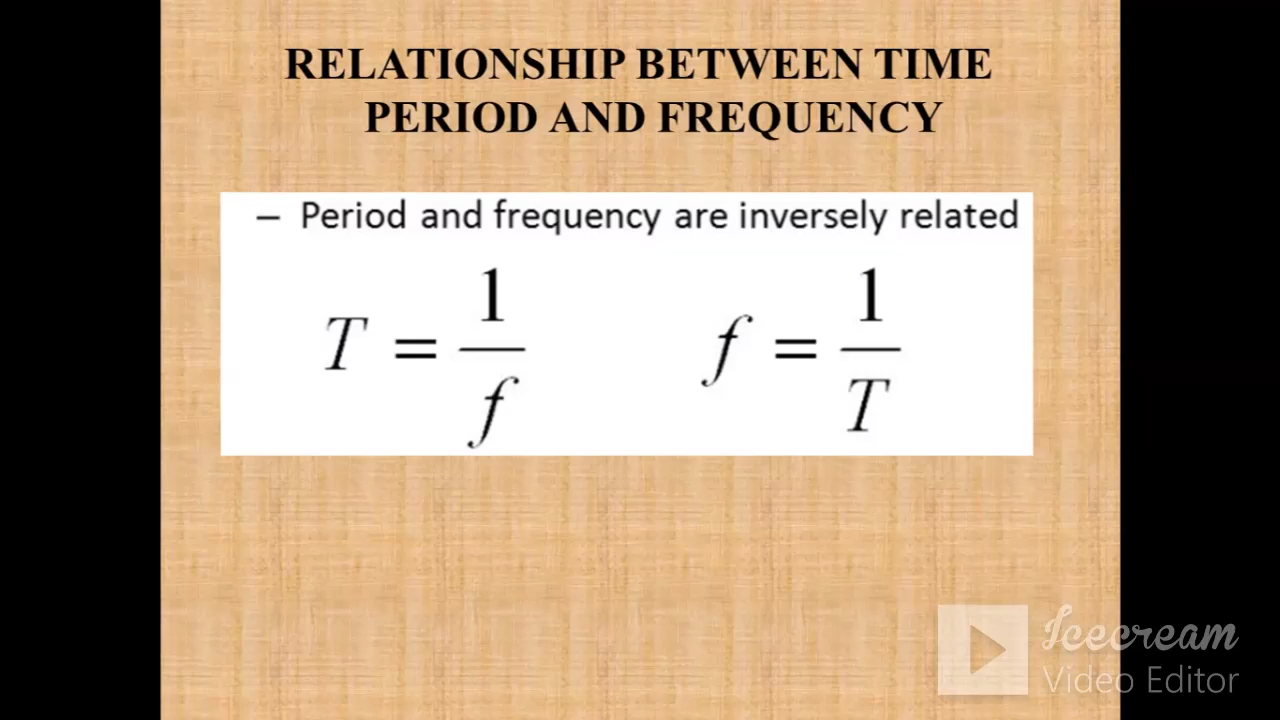 RELATIONSHIP BETWEEN TIME
PERIOD AND FREQUENCY
– Period and frequency are inversely related
T = 1/f
f = 1/T
Icecream
Video Editor